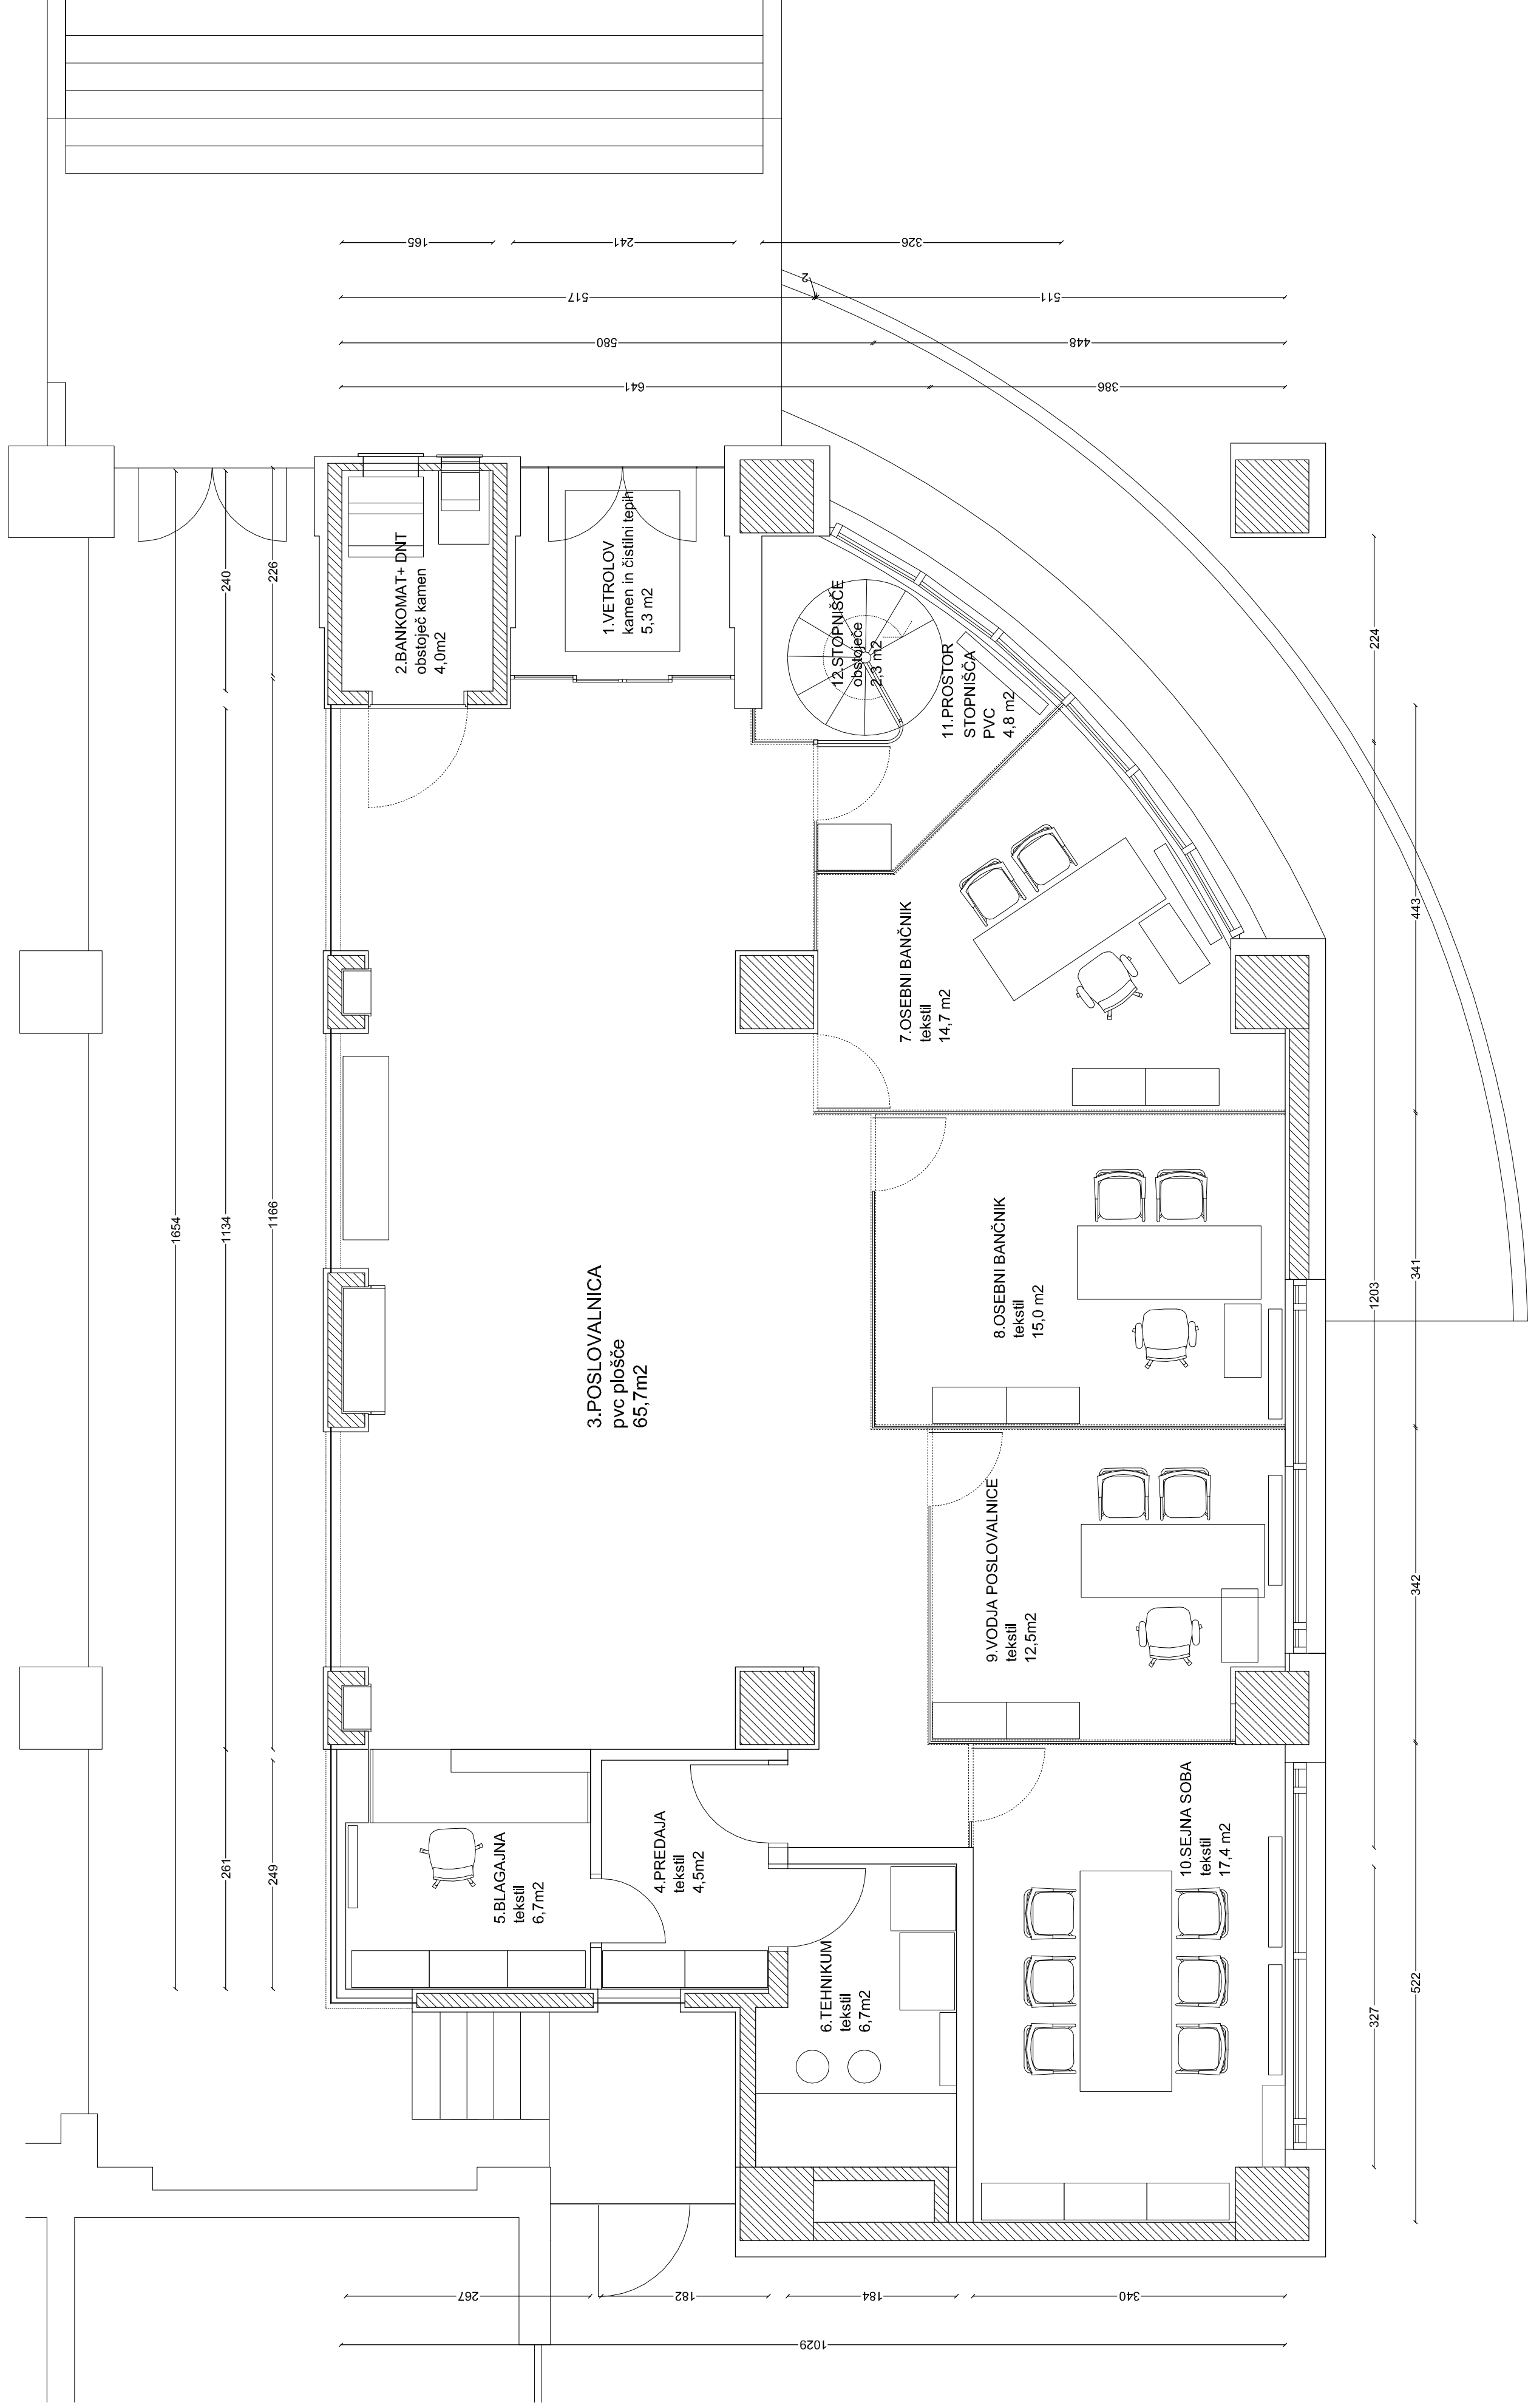 165
241
326
2
517
511
580
448
641
386
1654
240
1134
261
226
1166
249
224
1203
327
443
341
342
522
2.BANKOMAT+ DNT
obstoječ kamen
4,0m2
1.VETROLOV
kamen in čistilni tepih
5,3 m2
12.STOPNIŠČE
obstoječe
2,3 m2
11.PROSTOR
STOPNIŠČA
PVC
4,8 m2
7.OSEBNI BANČNIK
tekstil
14,7 m2
8.OSEBNI BANČNIK
tekstil
15,0 m2
3.POSLOVALNICA
pvc plošče
65,7m2
9.VODJA POSLOVALNICE
tekstil
12,5m2
5.BLAGAJNA
tekstil
6,7m2
4.PREDAJA
tekstil
4,5m2
6.TEHNIKUM
tekstil
6,7m2
10.SEJNA SOBA
tekstil
17,4 m2
267
182
184
340
1029